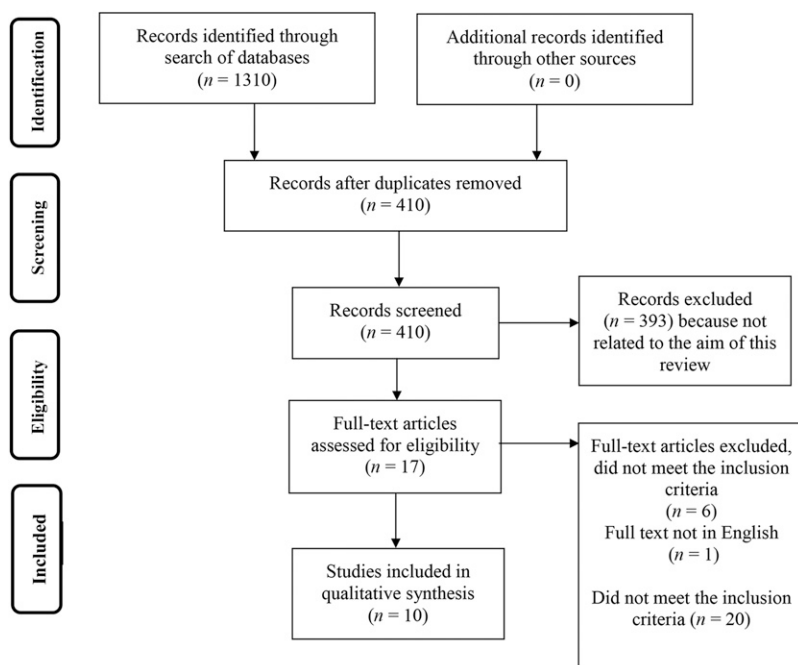 Identification
Records identified through
search of databases
(n = 1310)
Additional records identified
through other sources
(n = 0)
Screening
Records after duplicates removed
(n = 410)
Records screened
(n = 410)
Records excluded
(n = 393) because not
related to the aim of this
review
Eligibility
Full-text articles
assessed for eligibility
(n = 17)
Full-text articles excluded,
did not meet the inclusion
criteria
(n = 6)
Full text not in English
(n = 1)
Did not meet the inclusion
criteria (n = 20)
Included
Studies included in
qualitative synthesis
(n = 10)